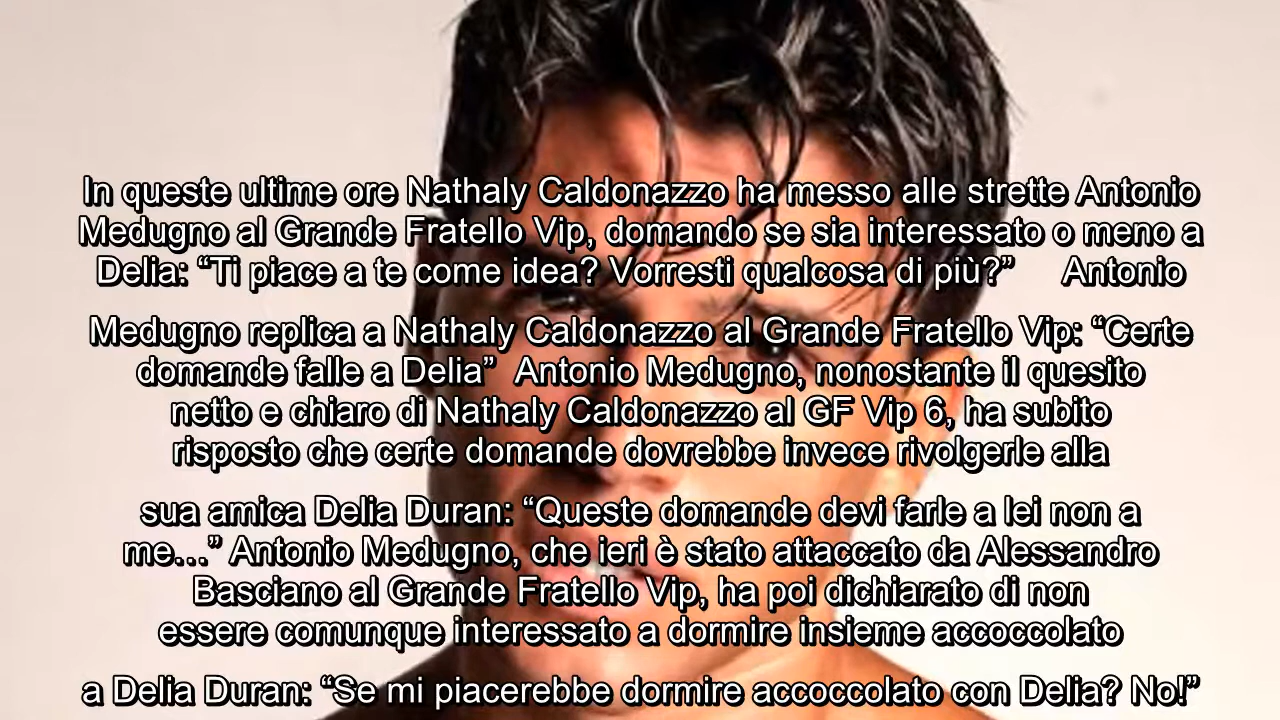 In queste ultime ore Nathaly Caldonazzo ha messo alle strette Antonio
Medugno al Grande Fratello Vip, domando se sia interessato o meno a
Delia: “Ti piace a te come idea? Vorresti qualcosa di più?” Antonio
Medugno replica a Nathaly Caldonazzo al Grande Fratello Vip: “Certe
domande falle a Delia” Antonio Medugno, nonostante il quesito
netto e chiaro di Nathaly Caldonazzo al GF Vip 6, ha subito
risposto che certe domande dovrebbe invece rivolgerle alla
sua amica Delia Duran: “Queste domande devi farle a lei non a
me...” Antonio Medugno, che ieri è stato attaccato da Alessandro
Basciano al Grande Fratello Vip, ha poi dichiarato di non
essere comunque interessato a dormire insieme accoccolato
a Delia Duran: “Se mi piacerebbe dormire accoccolato con Delia? No!”